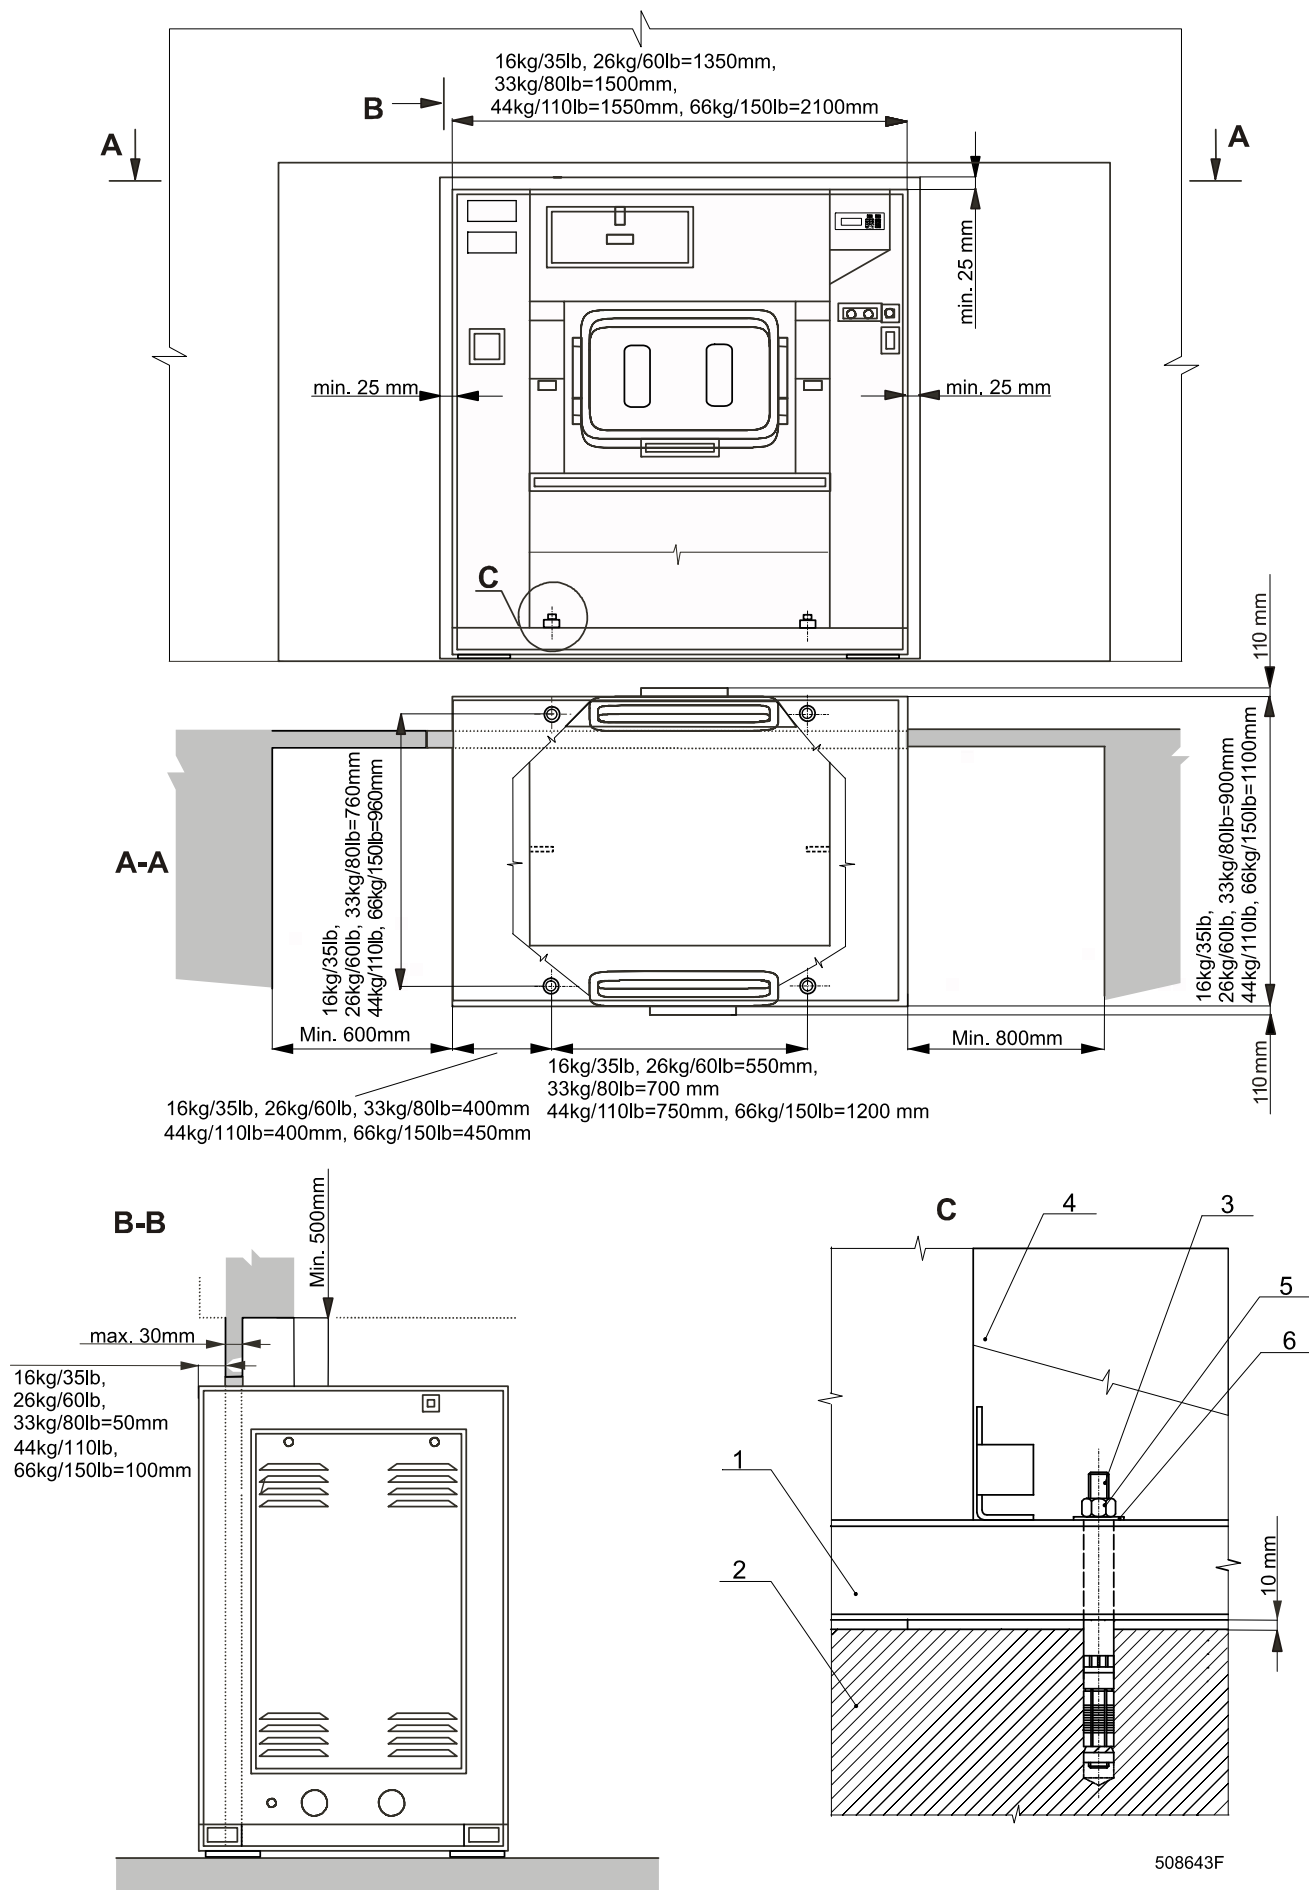 16kg/35lb, 26kg/60lb=1350mm,
33kg/80lb=1500mm,
44kg/110lb=1550mm, 66kg/150lb=2100mm
B
A
A
min. 25 mm
min. 25 mm
min. 25 mm
C
110 mm
A-A
16kg/35lb,
26kg/60lb, 33kg/80lb=760mm
44kg/110lb, 66kg/150lb=960mm
16kg/35lb,
26kg/60lb, 33kg/80lb=900mm
44kg/110lb, 66kg/150lb=1100mm
Min. 600mm
Min. 800mm
110mm
16kg/35lb, 26kg/60lb=550mm,
33kg/80lb=700 mm
44kg/110lb=750mm, 66kg/150lb=1200 mm
16kg/35lb, 26kg/60lb, 33kg/80lb=400mm
44kg/110lb=400mm, 66kg/150lb=450mm
B-B
Min. 500mm
max. 30mm
16kg/35lb,
26kg/60lb,
33kg/80lb=50mm
44kg/110lb,
66kg/150lb=100mm
C
4
3
5
6
1
2
10 mm
508643F